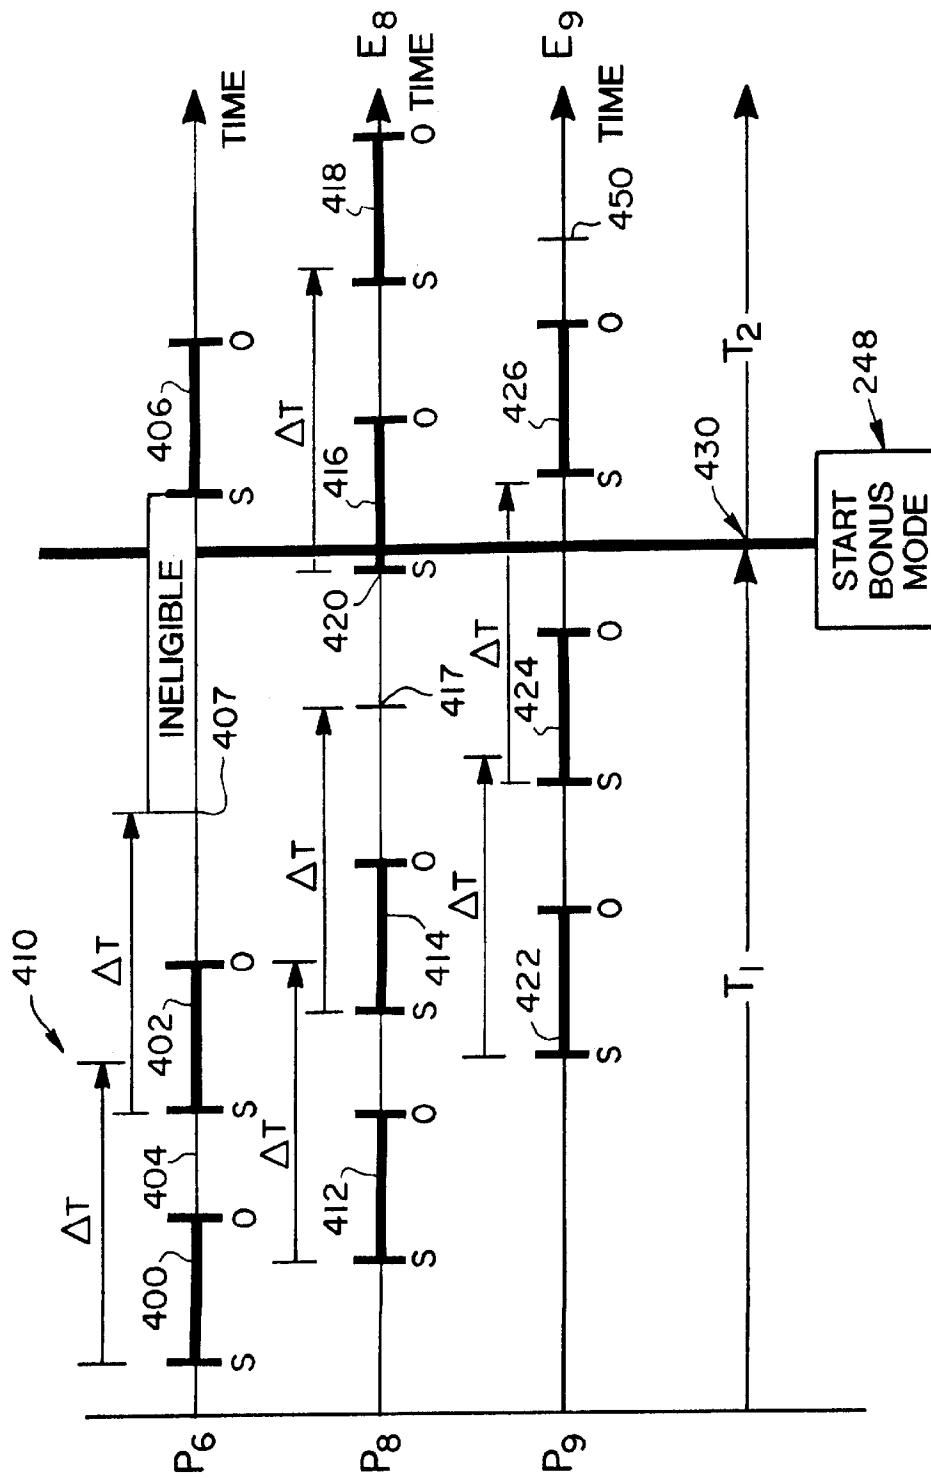 410
ΔT
ΔT
400
404
402
407
INELIGIBLE
406
P6
S
O
S
O
S
O
TIME
ΔT
ΔT
ΔT
412
414
417
420
416
418
E8
P8
S
O
S
O
S
O
S
O
TIME
ΔT
ΔT
422
424
426
E9
P9
S
O
S
O
S
O
450
TIME
T1
430
T2
START
BONUS
MODE
248